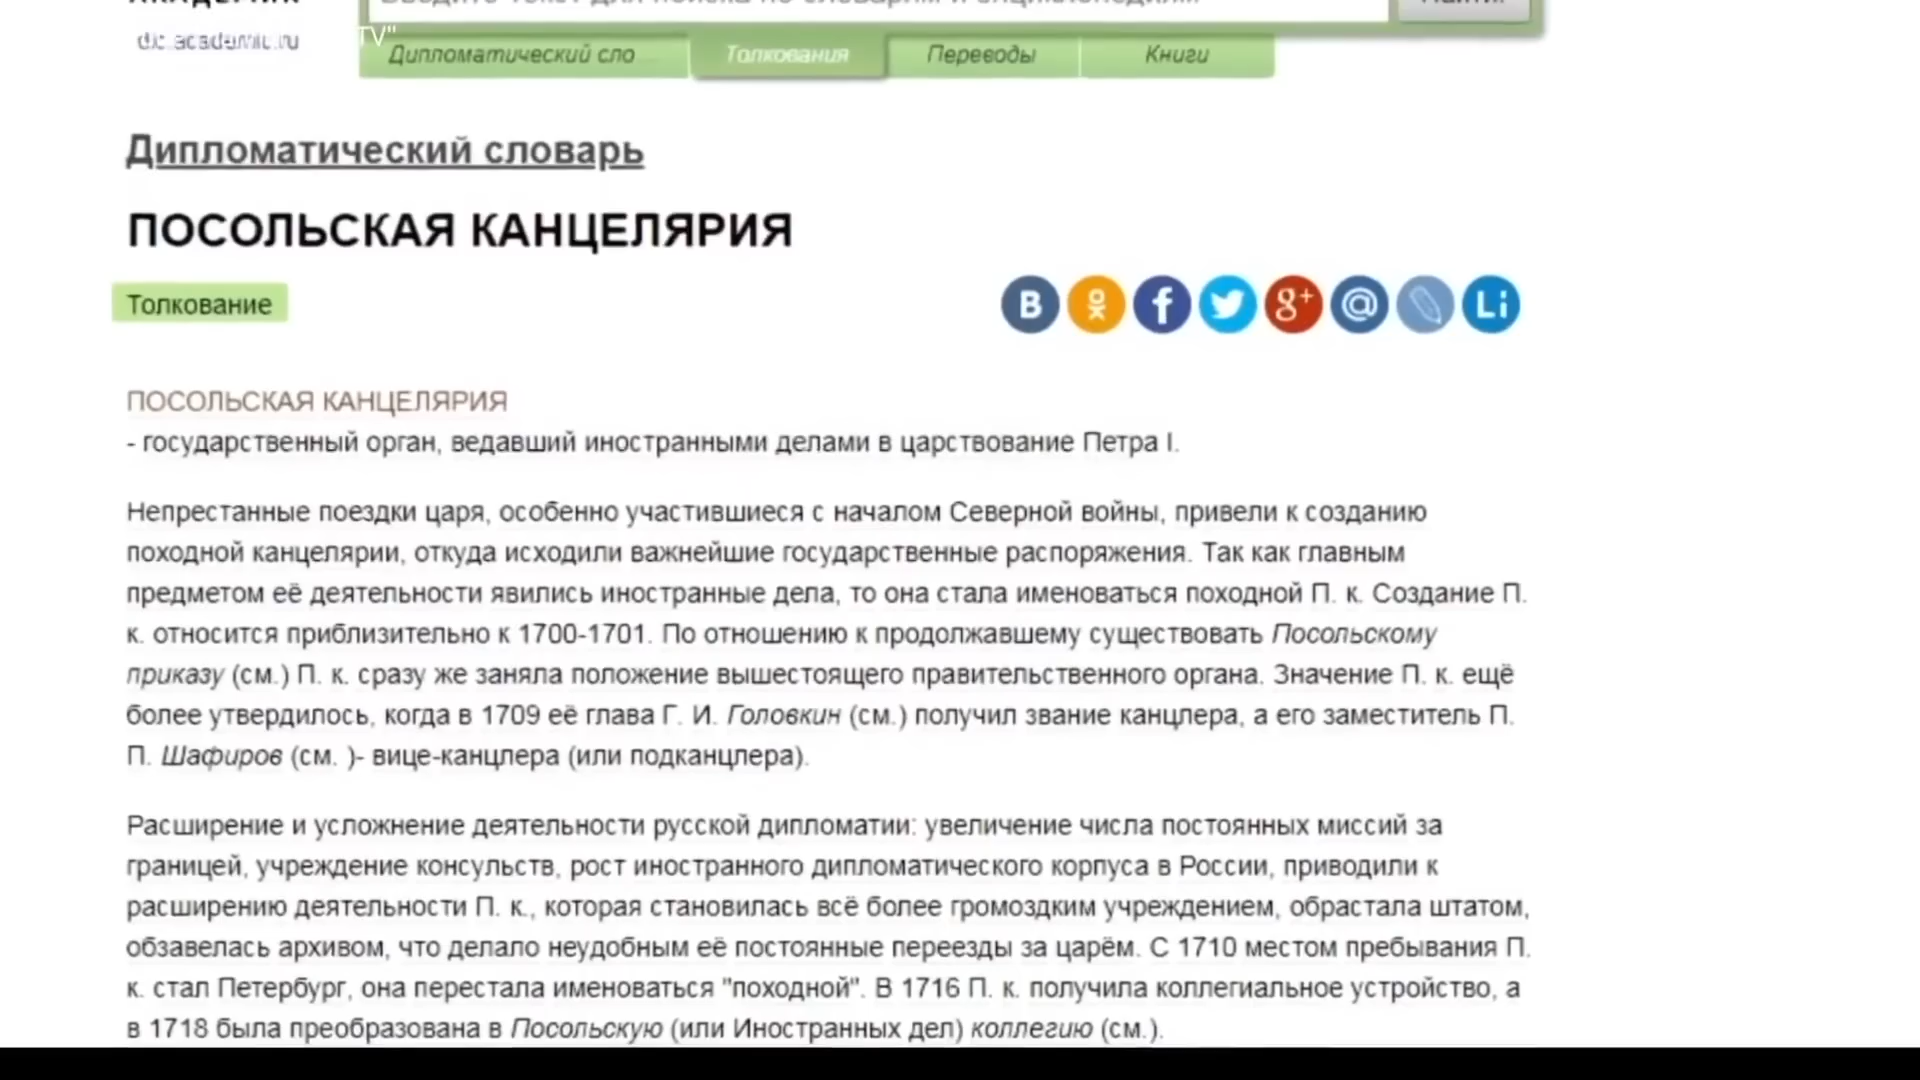 dic.academic.ru
TV"
Дипломатический сло
Толкования
Переводы
Книги
Дипломатический словарь
ПОСОЛЬСКАЯ КАНЦЕЛЯРИЯ
Толкование
ПОСОЛЬСКАЯ КАНЦЕЛЯРИЯ
- государственный орган, ведавший иностранными делами в царствование Петра I.
Непрестанные поездки царя, особенно участившиеся с началом Северной войны, привели к созданию
походной канцелярии, откуда исходили важнейшие государственные распоряжения. Так как главным
предметом её деятельности явились иностранные дела, то она стала именоваться походной П. к. Создание П.
к. относится приблизительно к 1700-1701. По отношению к продолжавшему существовать Посольскому
приказу (см.) П. к. сразу же заняла положение вышестоящего правительственного органа. Значение П. к. ещё
более утвердилось, когда в 1709 её глава Г. И. Головкин (см.) получил звание канцлера, а его заместитель П.
П. Шафиров (см. )- вице-канцлера (или подканцлера).
Расширение и усложнение деятельности русской дипломатии: увеличение числа постоянных миссий за
границей, учреждение консульств, рост иностранного дипломатического корпуса в России, приводили к
расширению деятельности П. к., которая становилась всё более громоздким учреждением, обрастала штатом,
обзавелась архивом, что делало неудобным её постоянные переезды за царём. С 1710 местом пребывания П.
к. стал Петербург, она перестала именоваться "походной". В 1716 П. к. получила коллегиальное устройство, а
в 1718 была преобразована в Посольскую (или Иностранных дел) коллегию (см.).